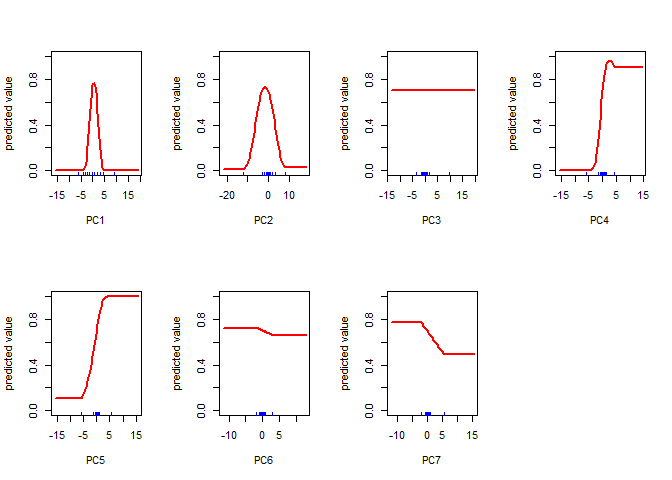 predicted value
0.0 0.4 0.8
-15 -5 5 15
PC1
predicted value
0.0 0.4 0.8
-20 0 10
PC2
predicted value
0.0 0.4 0.8
-15 -5 5 15
PC3
predicted value
0.0 0.4 0.8
-15 -5 5 15
PC4
predicted value
0.0 0.4 0.8
-15 -5 5 15
PC5
predicted value
0.0 0.4 0.8
-10 0 5
PC6
predicted value
0.0 0.4 0.8
-10 0 5 15
PC7